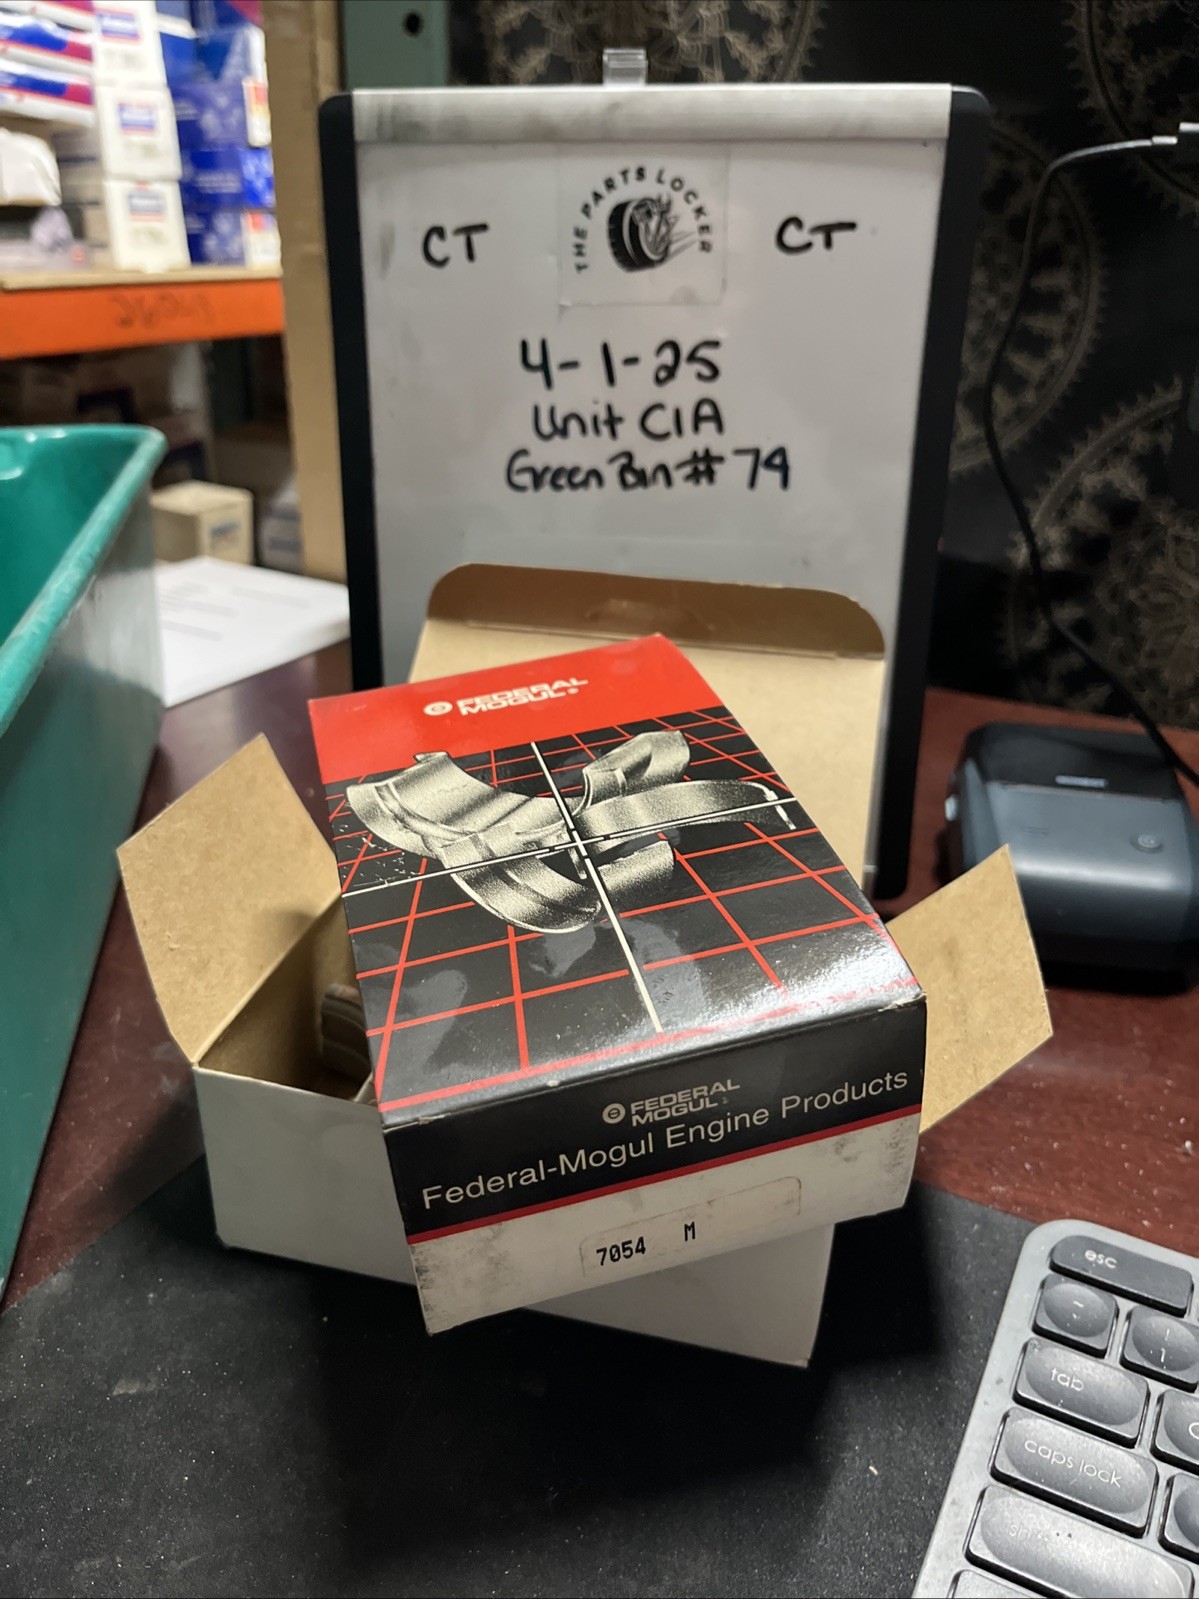 THE PARTS LOCKER
CT
CT
4-1-25
Unit C1A
Green Bin # 74
FEDERAL
MOGUL
FEDERAL
MOGUL
Federal-Mogul Engine Products
7054 M
esc
~
!
1
tab
caps lock